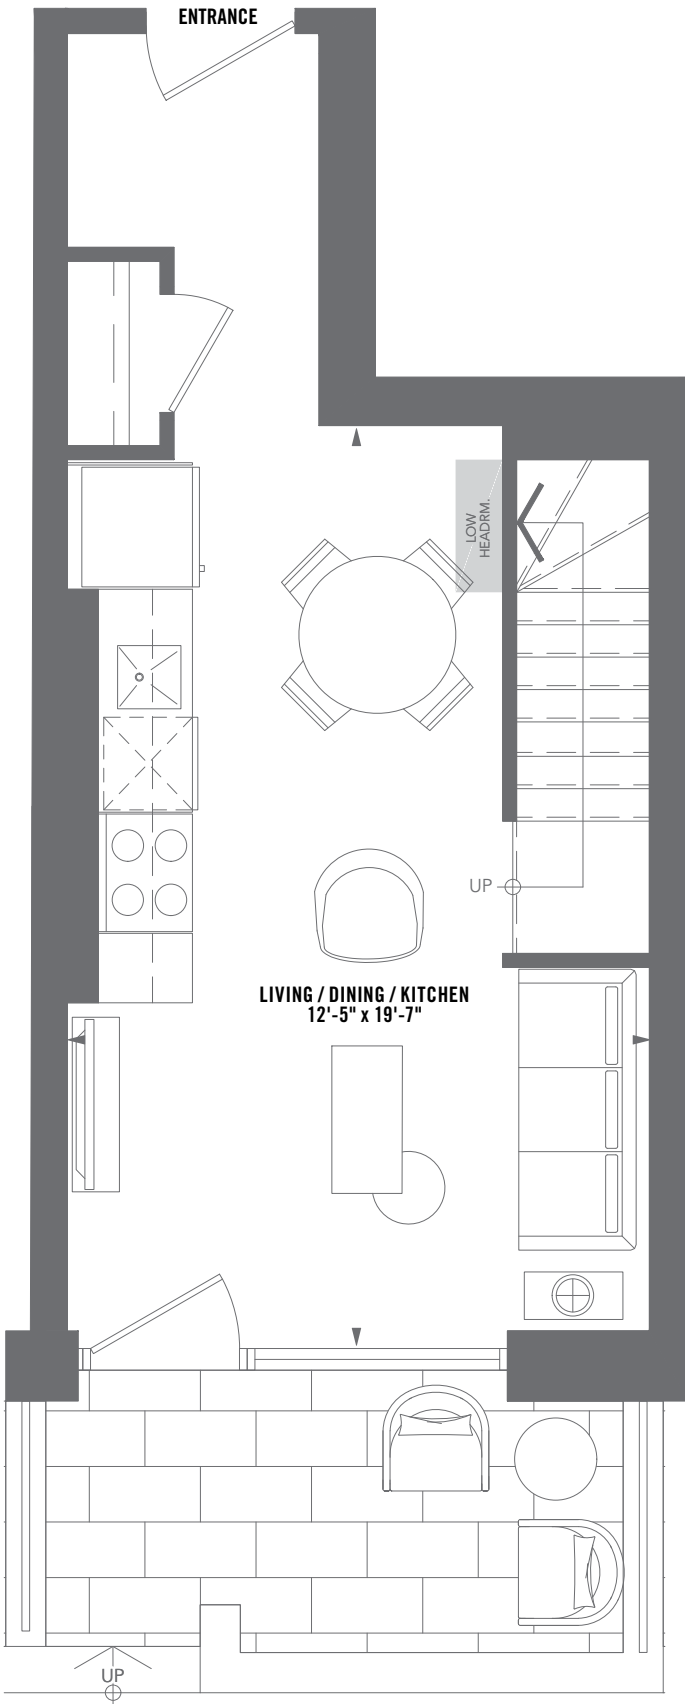 ENTRANCE
LOW
HEADRM.
UP
LIVING / DINING / KITCHEN
12'-5" x 19'-7"
UP